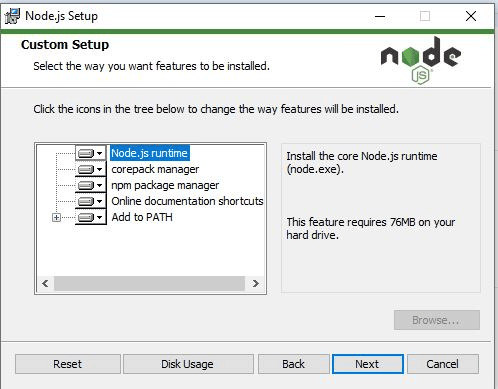 Node.js Setup
Custom Setup
Select the way you want features to be installed.
node
JS
Click the icons in the tree below to change the way features will be installed.
Node.js runtime
corepack manager
npm package manager
Online documentation shortcuts
Add to PATH
Install the core Node.js runtime
(node.exe).
This feature requires 76MB on your
hard drive.
Browse...
Reset
Disk Usage
Back
Next
Cancel